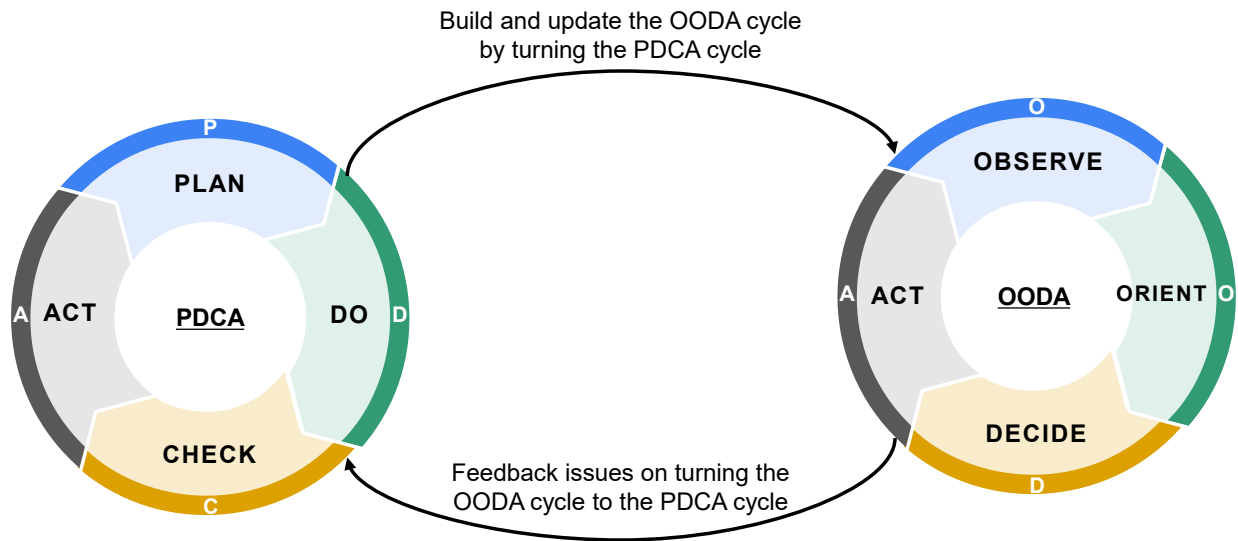 Build and update the OODA cycle
by turning the PDCA cycle
P
PLAN
A
ACT
PDCA
DO
D
CHECK
C
O
OBSERVE
A
ACT
OODA
ORIENT
O
DECIDE
D
Feedback issues on turning the
OODA cycle to the PDCA cycle